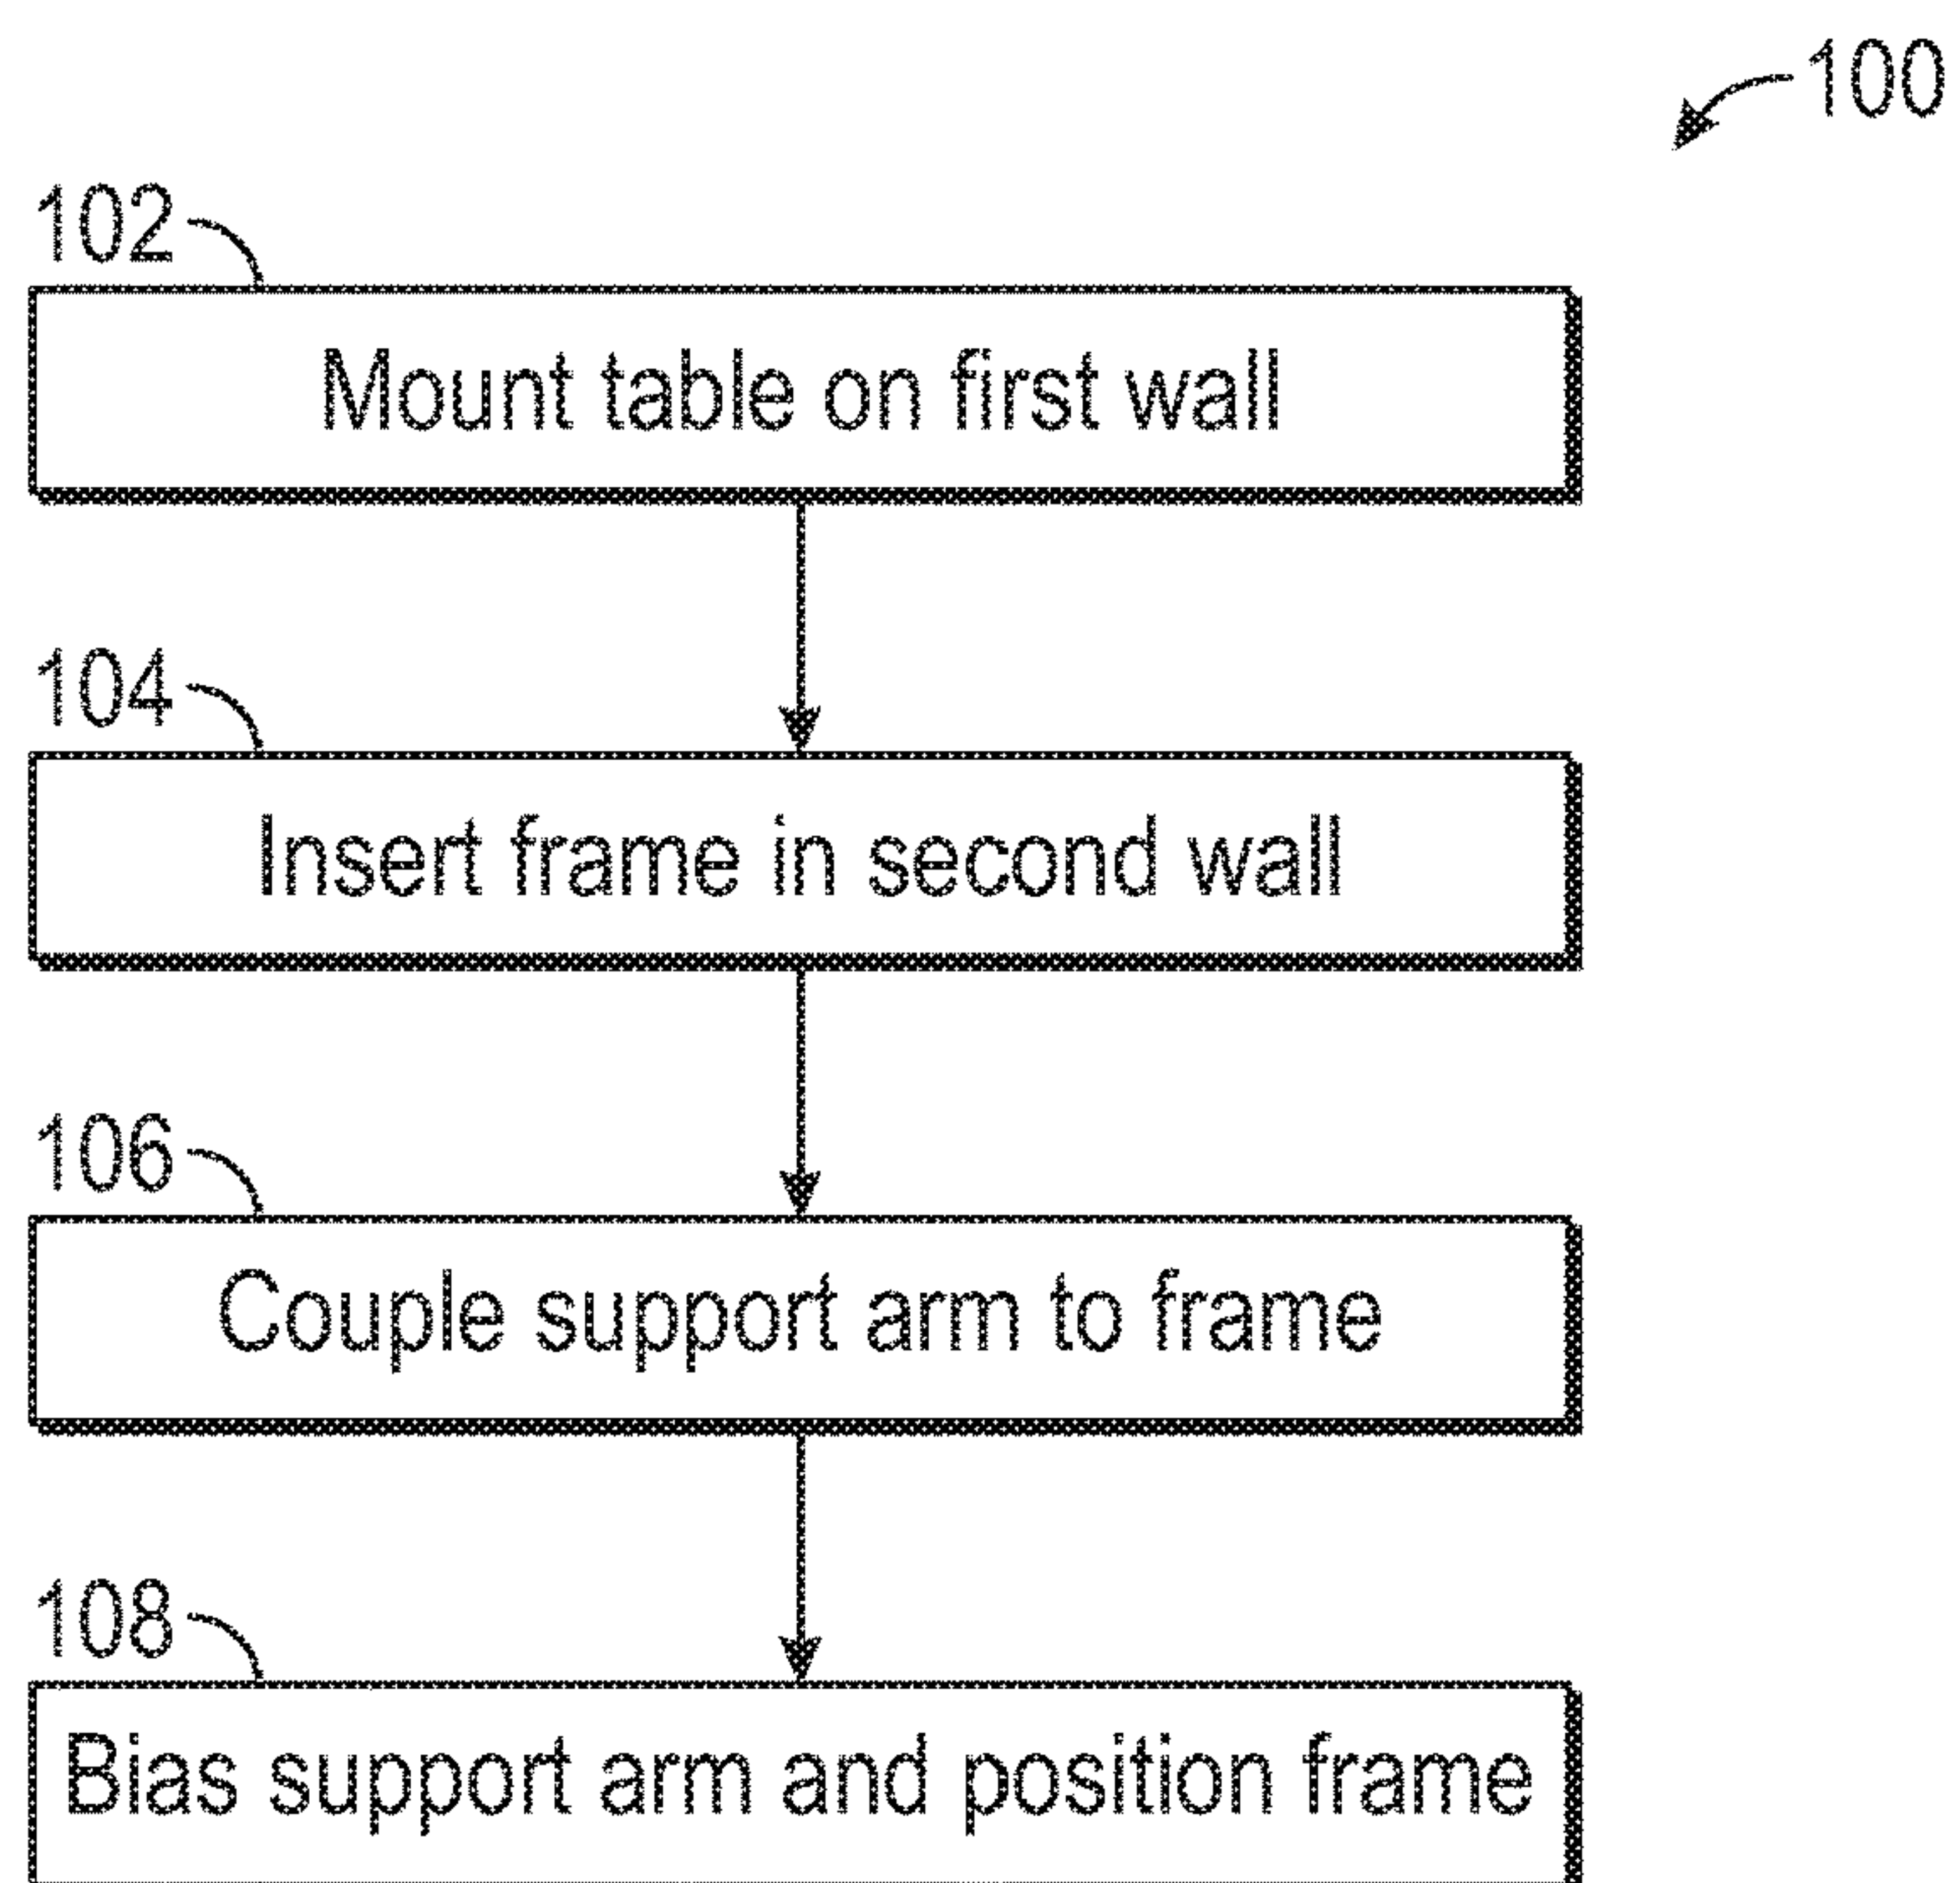 100
102
Mount table on first wall
104
Insert frame in second wall
106
Couple support arm to frame
108
Bias support arm and position frame